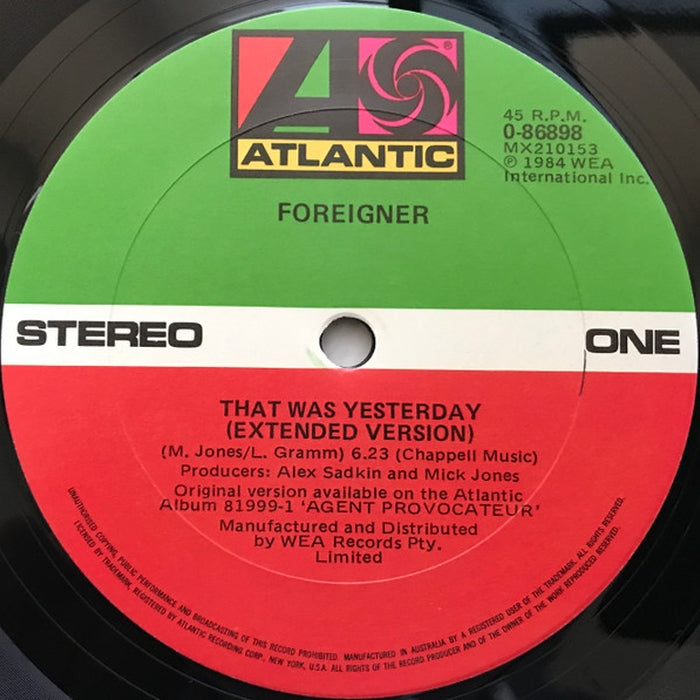 ATLANTIC
®
45 R.P.M.
0-86898
MX210153
℗ 1984 WEA
International Inc.
FOREIGNER
STEREO
ONE
THAT WAS YESTERDAY
(EXTENDED VERSION)
(M. Jones/L. Gramm) 6.23 (Chappell Music)
Producers: Alex Sadkin and Mick Jones
Original version available on the Atlantic
Album 81999-1 'AGENT PROVOCATEUR'
Manufactured and Distributed
by WEA Records Pty.
Limited
UNAUTHORISED COPYING, PUBLIC PERFORMANCE AND BROADCASTING OF THIS RECORD PROHIBITED. MANUFACTURED IN AUSTRALIA BY A REGISTERED USER OF THE TRADEMARK. ALL RIGHTS RESERVED.
LICENSED BY TRADEMARK, REGISTERED BY ATLANTIC RECORDING CORP., NEW YORK, U.S.A. ALL RIGHTS OF THE RECORD PRODUCER AND OF THE OWNER OF THE WORK REPRODUCED RESERVED.